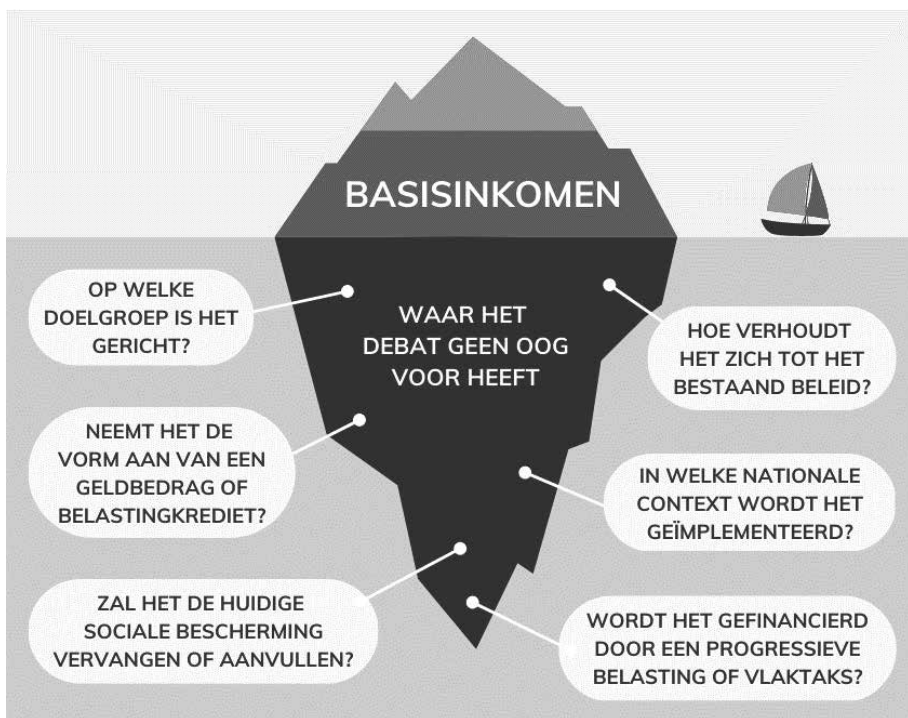 BASISINKOMEN
WAAR HET
DEBAT GEEN OOG
VOOR HEEFT
OP WELKE
DOELGROEP IS HET
GERICHT?
NEEMT HET DE
VORM AAN VAN EEN
GELDBEDRAG OF
BELASTINGKREDIET?
ZAL HET DE HUIDIGE
SOCIALE BESCHERMING
VERVANGEN OF AANVULLEN?
HOE VERHOUDT
HET ZICH TOT HET
BESTAAND BELEID?
IN WELKE NATIONALE
CONTEXT WORDT HET
GEÏMPLEMENTEERD?
WORDT HET GEFINANCIERD
DOOR EEN PROGRESSIEVE
BELASTING OF VLAKTAKS?